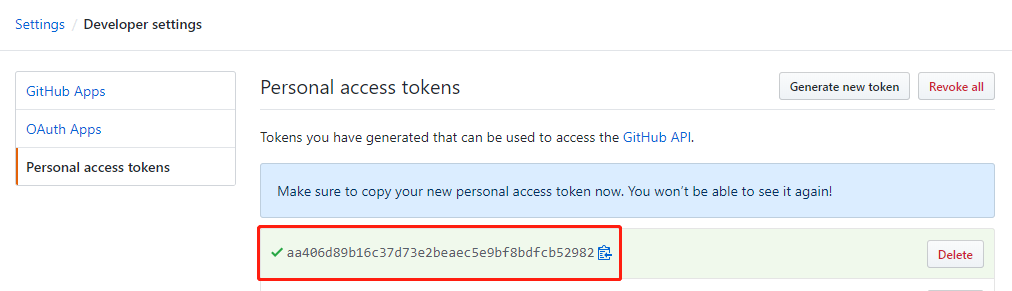 Settings / Developer settings
GitHub Apps
OAuth Apps
Personal access tokens
Personal access tokens
Generate new token
Revoke all
Tokens you have generated that can be used to access the GitHub API.
Make sure to copy your new personal access token now. You won't be able to see it again!
aa406d89b16c37d73e2beaec5e9bf8bdfcb52982
Delete